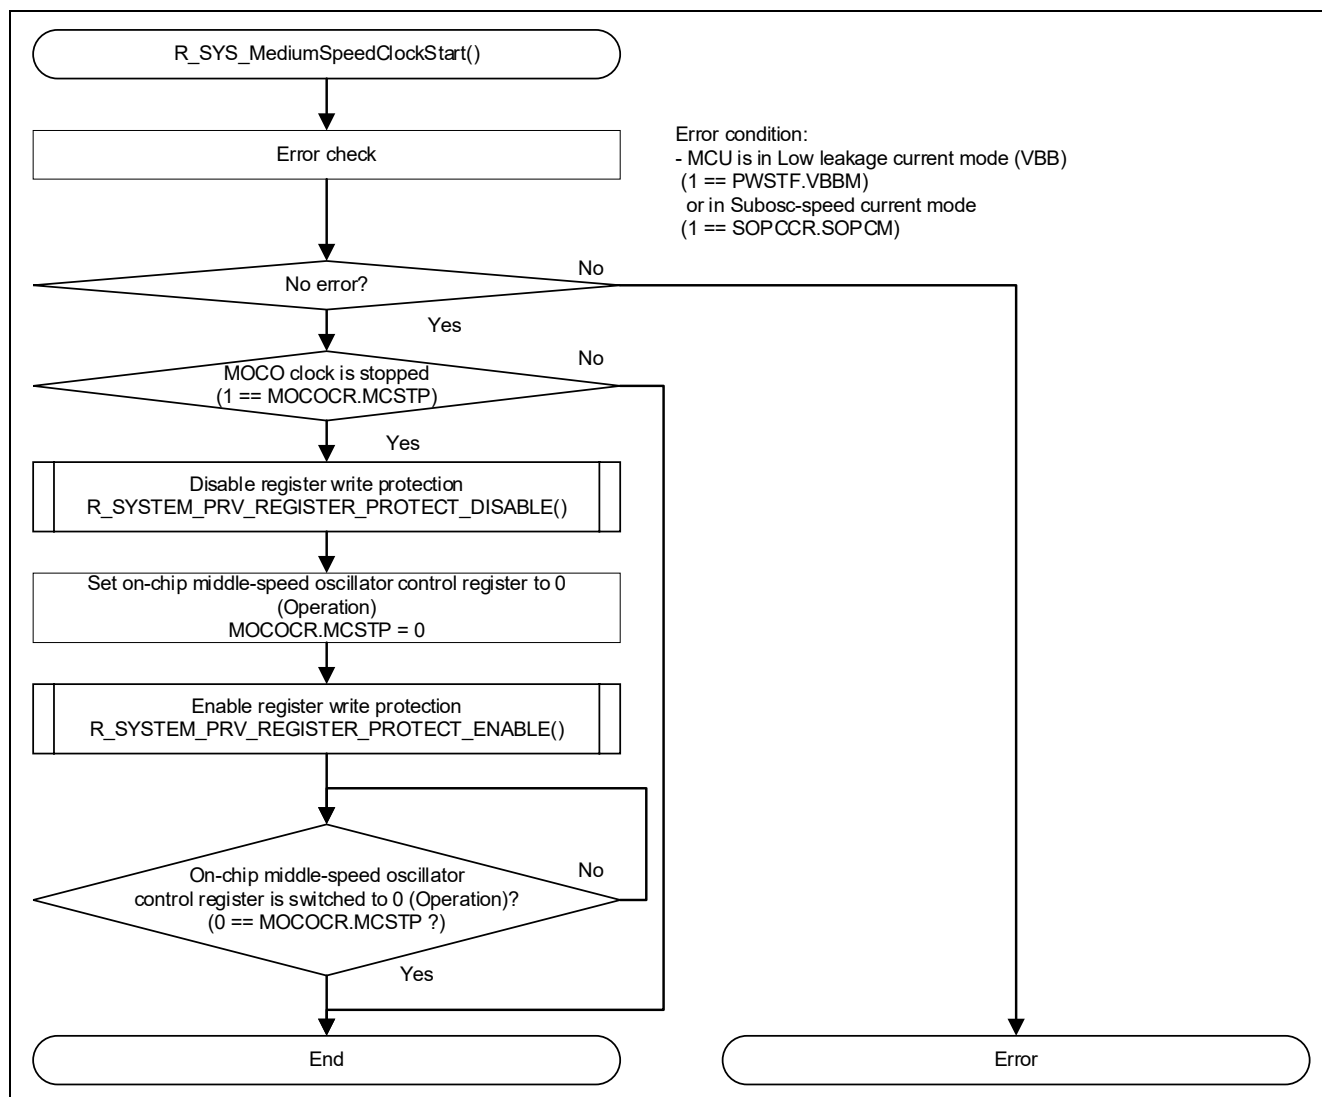 R_SYS_MediumSpeedClockStart()
Error check
Error condition:
- MCU is in Low leakage current mode (VBB)
(1 == PWSTF.VBBM)
or in Subosc-speed current mode
(1 == SOPCCR.SOPCM)
No error?
No
Yes
MOCO clock is stopped
(1 == MOCOCR.MCSTP)
No
Yes
Disable register write protection
R_SYSTEM_PRV_REGISTER_PROTECT_DISABLE()
Set on-chip middle-speed oscillator control register to 0
(Operation)
MOCOCR.MCSTP = 0
Enable register write protection
R_SYSTEM_PRV_REGISTER_PROTECT_ENABLE()
On-chip middle-speed oscillator
control register is switched to 0 (Operation)?
(0 == MOCOCR.MCSTP ?)
No
Yes
End
Error